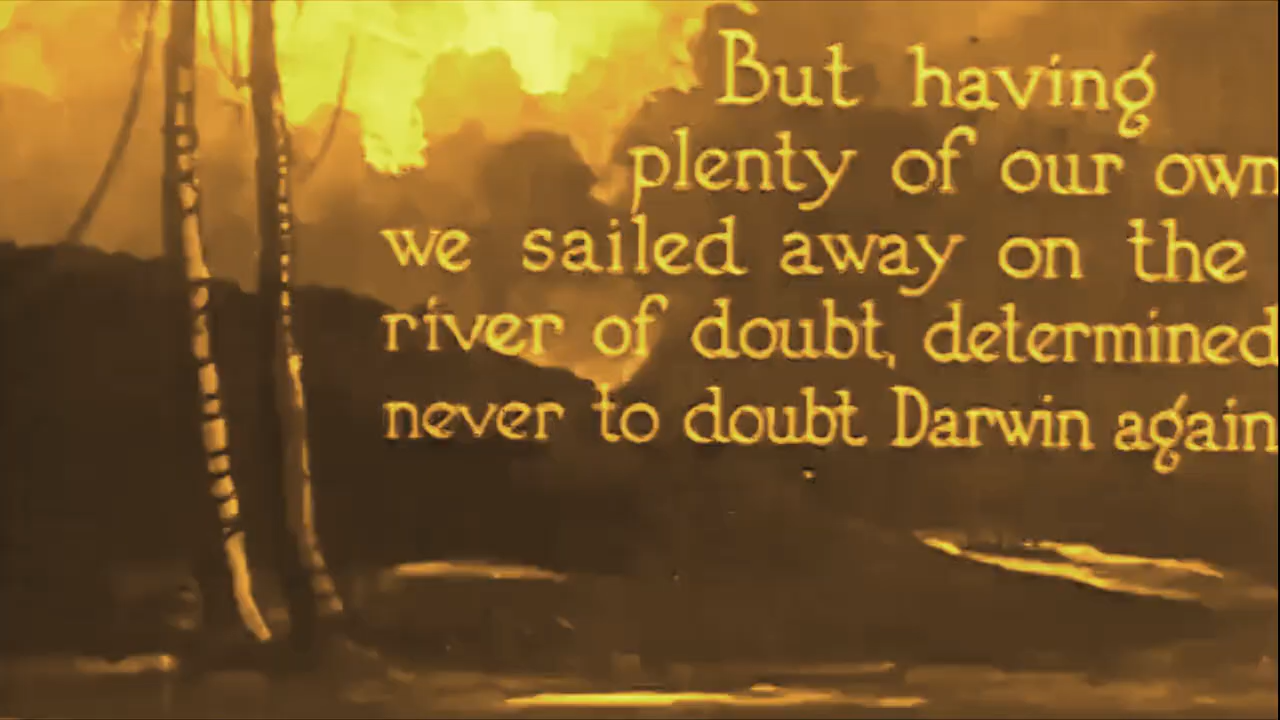 But having
plenty of our own
we sailed away on the
river of doubt, determined
never to doubt Darwin again